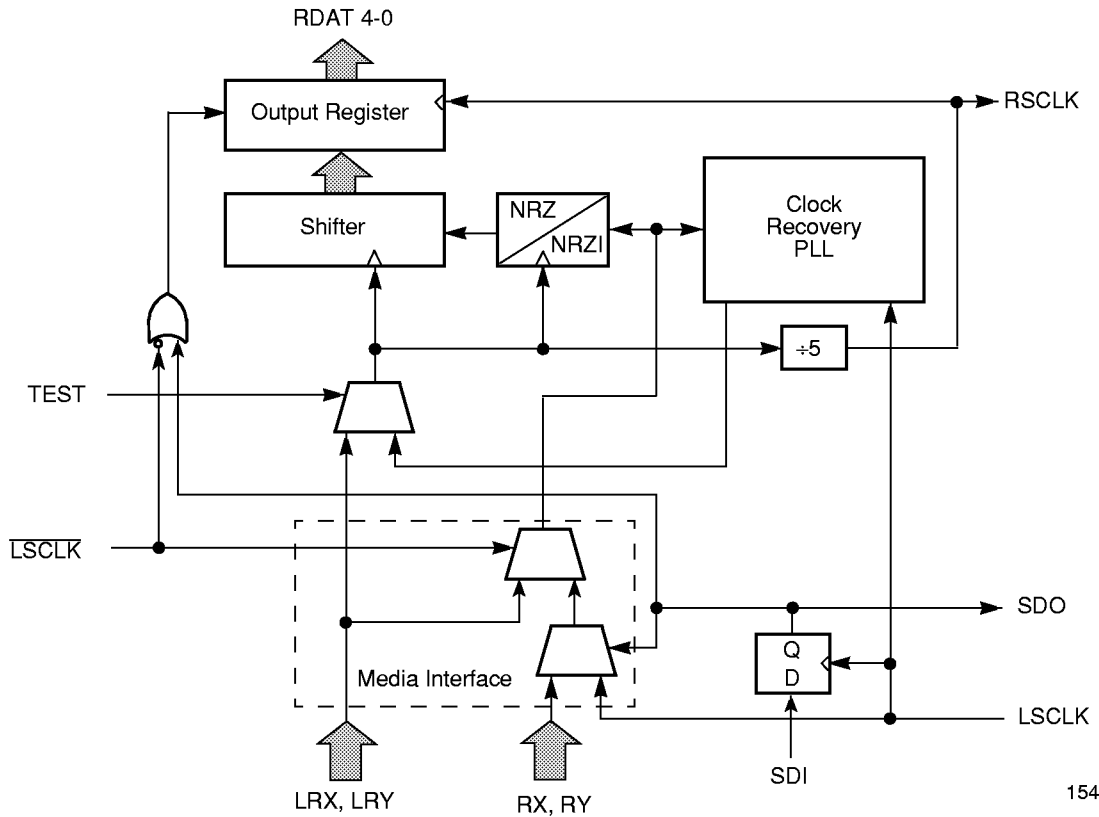 RDAT 4-0
Output Register
RSCLK
Shifter
NRZ
NRZI
Clock
Recovery
PLL
÷5
TEST
L̅S̅C̅L̅K̅
SDO
Q
D
Media Interface
LSCLK
SDI
LRX, LRY
RX, RY
154